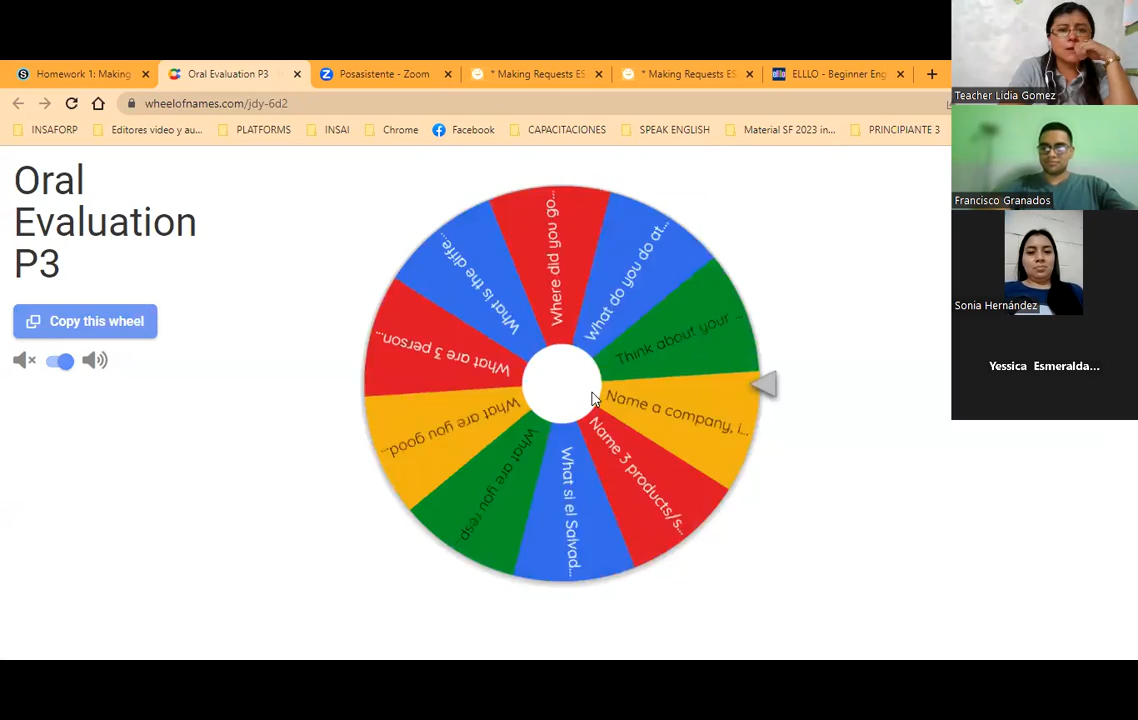 Homework 1: Making
Oral Evaluation P3
Posasistente - Zoom
* Making Requests ES
* Making Requests ES
ELLLO - Beginner Eng
wheelofnames.com/jdy-6d2
INSAFORP
Editores video y au...
PLATFORMS
INSAI
Chrome
Facebook
CAPACITACIONES
SPEAK ENGLISH
Material SF 2023 in...
PRINCIPIANTE 3
Oral
Evaluation
P3
Copy this wheel
Where did you go...
What do you do at...
Think about your ...
Name a company, i...
Name 3 products/s...
What si el Salvad...
What are you resp...
What are you good...
What are 3 person...
What is the diffe...
Teacher Lidia Gomez
Francisco Granados
Sonia Hernández
Yessica Esmeralda...